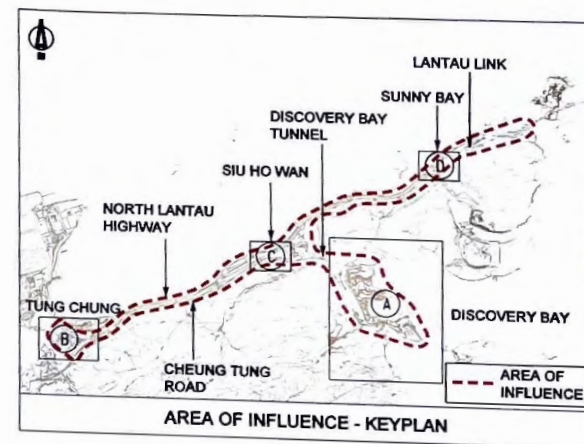 LANTAU LINK
SUNNY BAY
DISCOVERY BAY
TUNNEL
SIU HO WAN
D
NORTH LANTAU
HIGHWAY
C
TUNG CHUNG
A
DISCOVERY BAY
B
CHEUNG TUNG
ROAD
AREA OF
INFLUENCE
AREA OF INFLUENCE - KEYPLAN